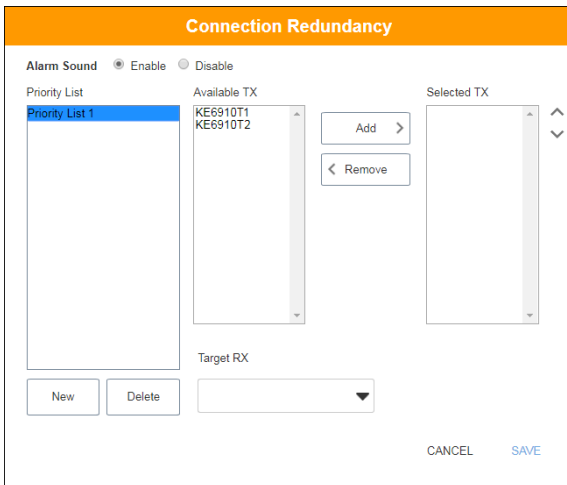 Connection Redundancy
Alarm Sound Enable Disable
Priority List Available TX Selected TX
Priority List 1
KE6910T1
KE6910T2
Add
Remove
Target RX
New Delete
CANCEL SAVE